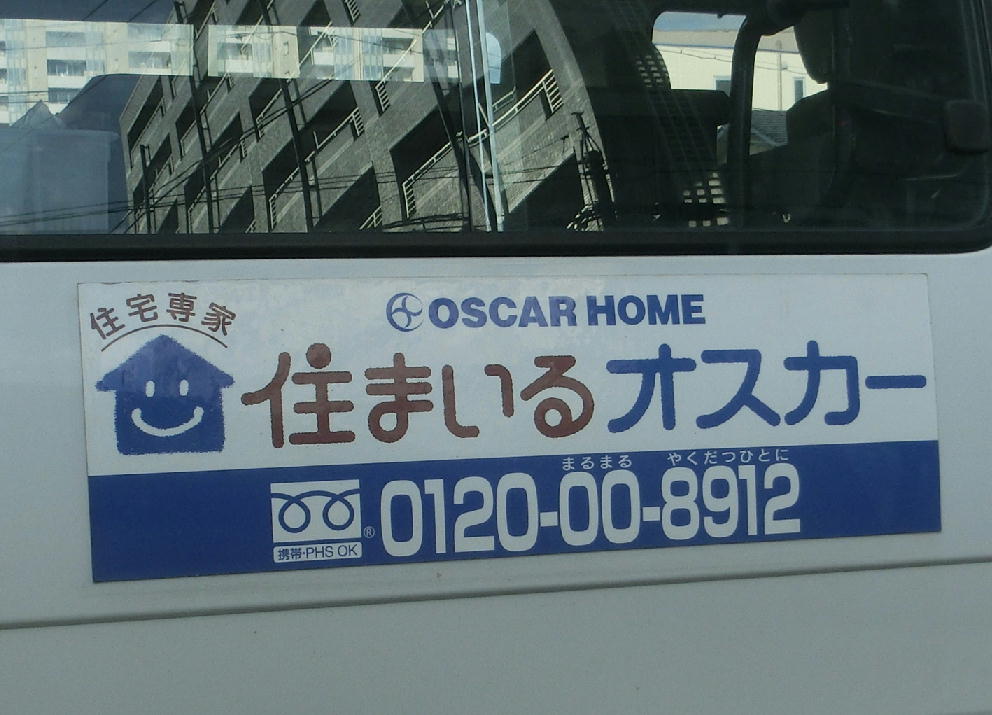 住宅専家
OSCAR HOME
住まいるオスカー
まるまる やくだつひとに
® 0120-00-8912
携帯・PHS OK